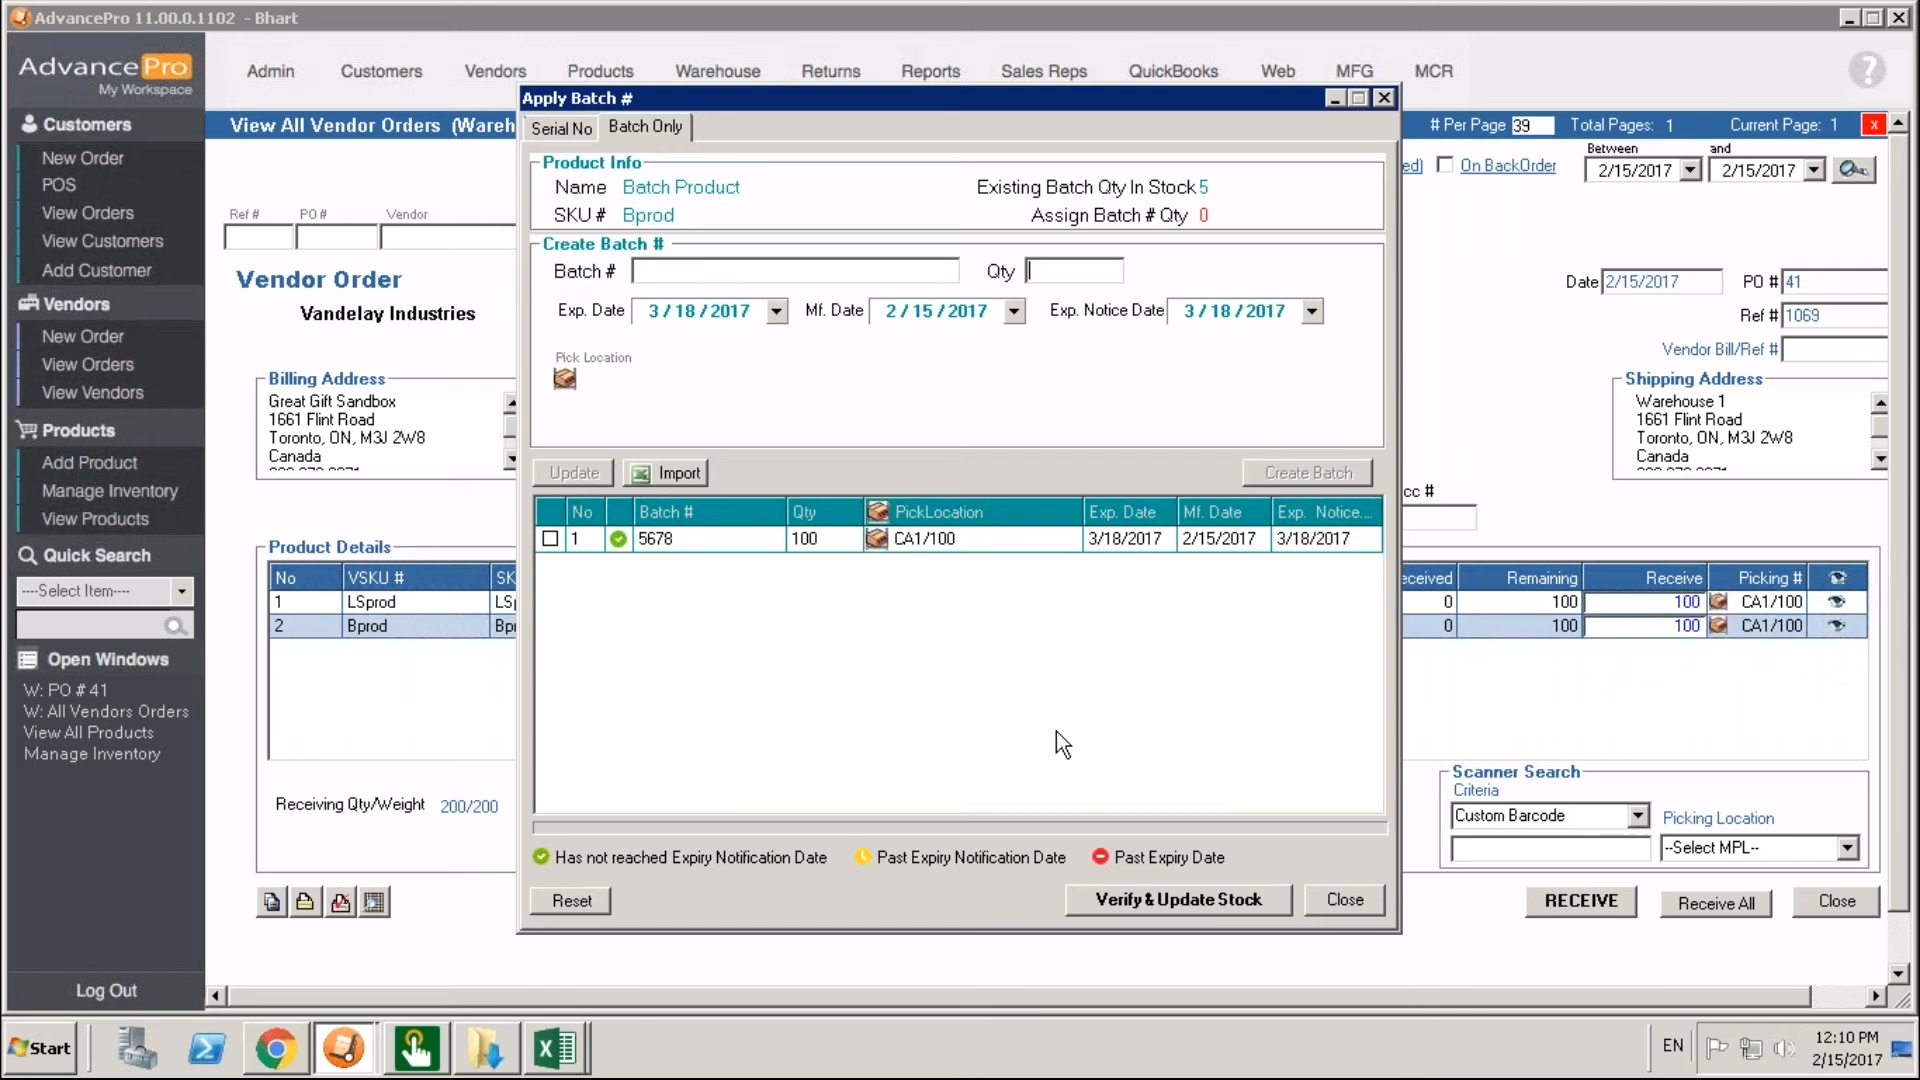 AdvancePro 11.00.0.1102 - Bhart
AdvancePro
My Workspace
Admin Customers Vendors Products Warehouse Returns Reports Sales Reps QuickBooks Web MFG MCR
?
Customers
New Order
POS
View Orders
View Customers
Add Customer
Vendors
New Order
View Orders
View Vendors
Products
Add Product
Manage Inventory
View Products
Quick Search
----Select Item----
Open Windows
W: PO # 41
W: All Vendors Orders
View All Products
Manage Inventory
Log Out
View All Vendor Orders (Wareh
# Per Page 39 Total Pages: 1 Current Page: 1 x
ed) On BackOrder
Between and
2/15/2017 2/15/2017
Ref # PO # Vendor
Vendor Order
Vandelay Industries
Date 2/15/2017 PO # 41
Ref # 1069
Vendor Bill/Ref #
Billing Address
Great Gift Sandbox
1661 Flint Road
Toronto, ON, M3J 2W8
Canada
Shipping Address
Warehouse 1
1661 Flint Road
Toronto, ON, M3J 2W8
Canada
cc #
Product Details
No VSKU # SK
1 LSprod LSp
2 Bprod Bpr
eceived Remaining Receive Picking #
0 100 100 CA1/100
0 100 100 CA1/100
Receiving Qty/Weight 200/200
Scanner Search
Criteria
Custom Barcode
Picking Location
--Select MPL--
RECEIVE Receive All Close
Apply Batch #
Serial No Batch Only
Product Info
Name Batch Product Existing Batch Qty In Stock 5
SKU # Bprod Assign Batch # Qty 0
Create Batch #
Batch # Qty
Exp. Date 3 / 18 / 2017 Mf. Date 2 / 15 / 2017 Exp. Notice Date 3 / 18 / 2017
Pick Location
Update Import Create Batch
No Batch # Qty PickLocation Exp. Date Mf. Date Exp. Notice....
1 5678 100 CA1/100 3/18/2017 2/15/2017 3/18/2017
Has not reached Expiry Notification Date Past Expiry Notification Date Past Expiry Date
Reset Verify & Update Stock Close
Start
EN
12:10 PM
2/15/2017